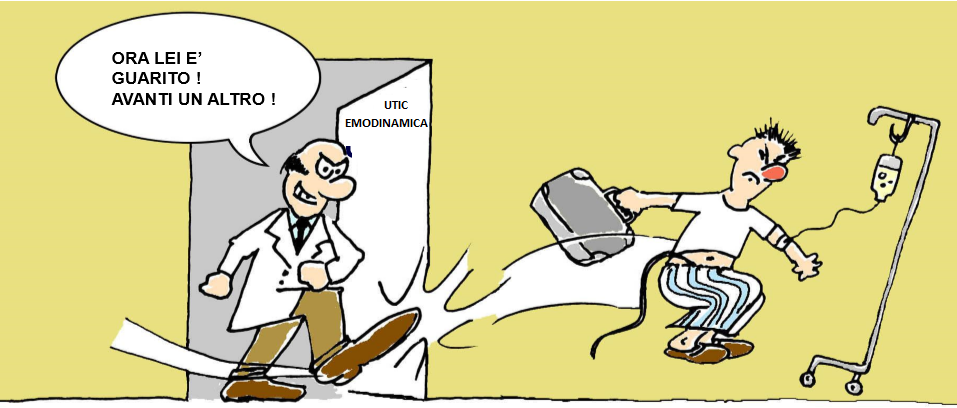 ORA LEI E’
GUARITO !
AVANTI UN ALTRO !
UTIC
EMODINAMICA